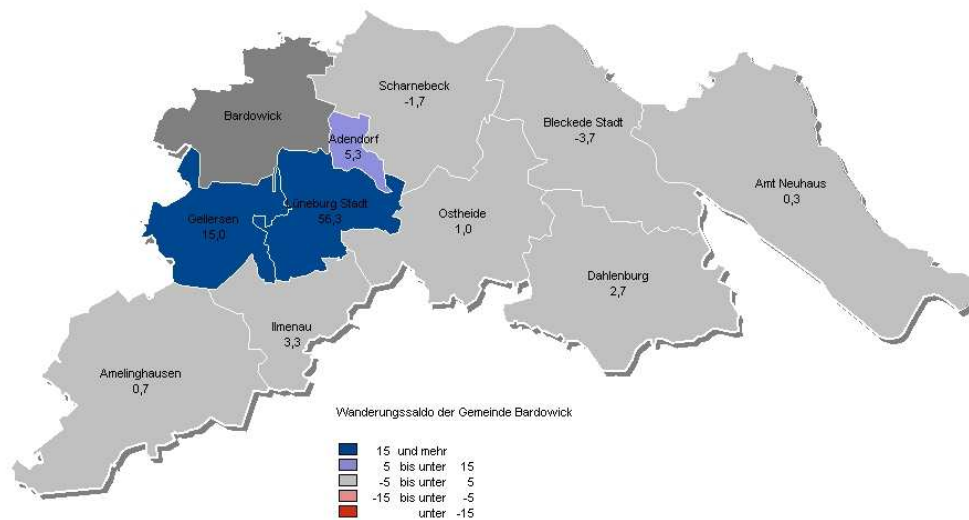 Scharnebeck
-1,7
Bardowick
Bleckede Stadt
-3,7
Adendorf
5,3
Amt Neuhaus
0,3
Gellersen
15,0
Lüneburg Stadt
56,3
Ostheide
1,0
Dahlenburg
2,7
Ilmenau
3,3
Amelinghausen
0,7
Wanderungssaldo der Gemeinde Bardowick
15 und mehr
5 bis unter 15
-5 bis unter 5
-15 bis unter -5
unter -15